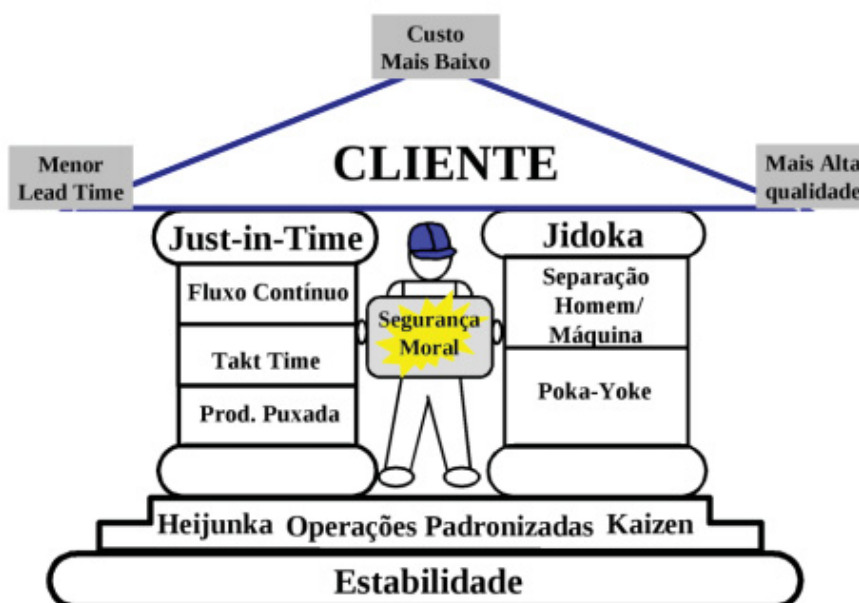 Custo
Mais Baixo
Menor
Lead Time
CLIENTE
Mais Alta
qualidade
Just-in-Time
Jidoka
Fluxo Contínuo
Takt Time
Prod. Puxada
Segurança
Moral
Separação
Homem/
Máquina
Poka-Yoke
Heijunka Operações Padronizadas Kaizen
Estabilidade